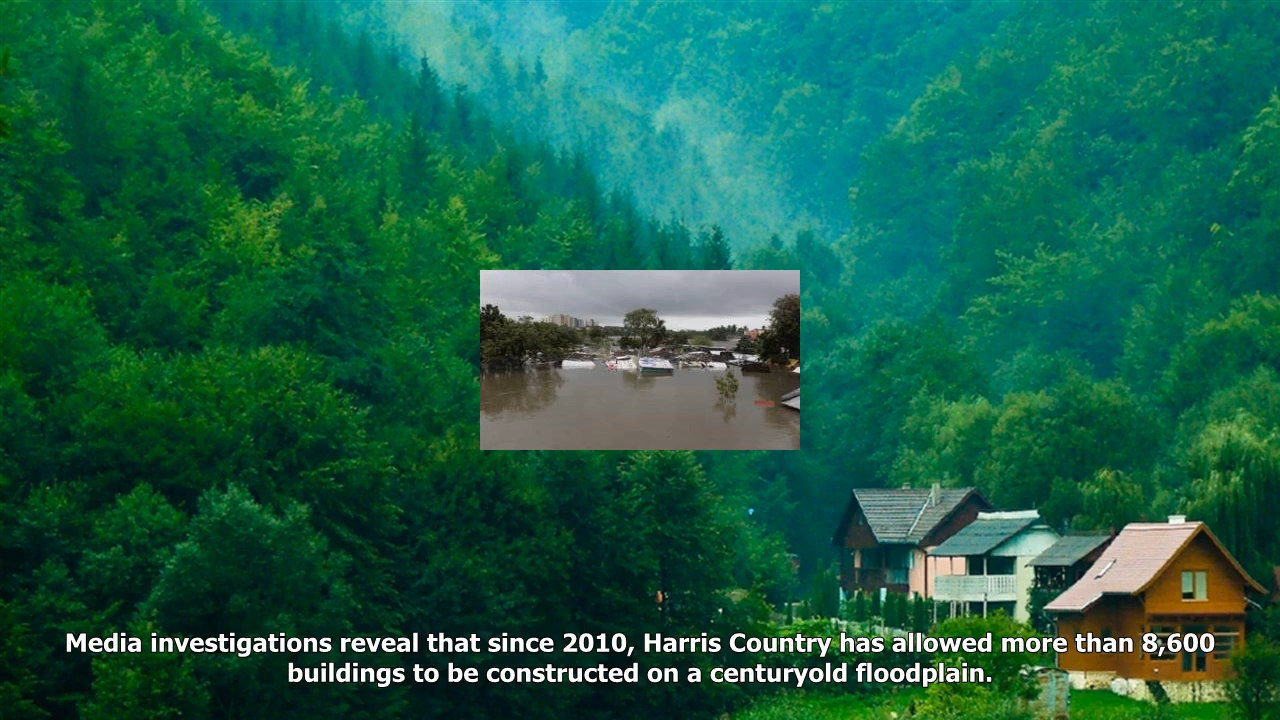 Media investigations reveal that since 2010, Harris Country has allowed more than 8,600
buildings to be constructed on a centuryold floodplain.